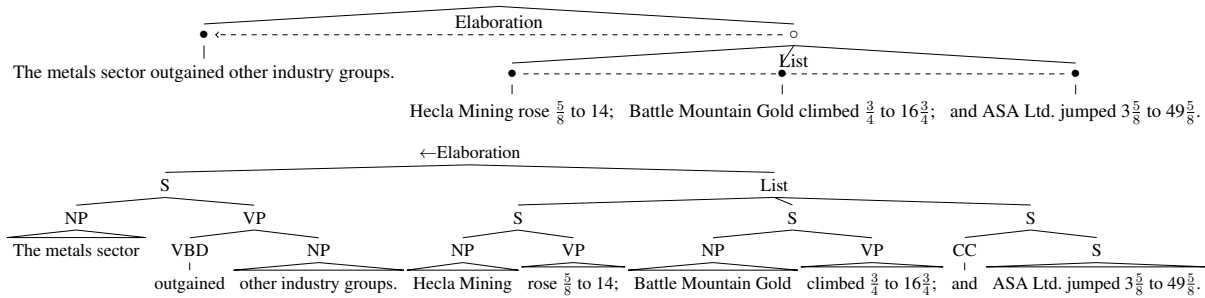 Elaboration
The metals sector outgained other industry groups.
List
Hecla Mining rose 5/8 to 14; Battle Mountain Gold climbed 3/4 to 16 3/4; and ASA Ltd. jumped 3 5/8 to 49 5/8.
←Elaboration
S List
NP VP S S S
The metals sector VBD NP NP VP NP VP CC S
outgained other industry groups. Hecla Mining rose 5/8 to 14; Battle Mountain Gold climbed 3/4 to 16 3/4; and ASA Ltd. jumped 3 5/8 to 49 5/8.